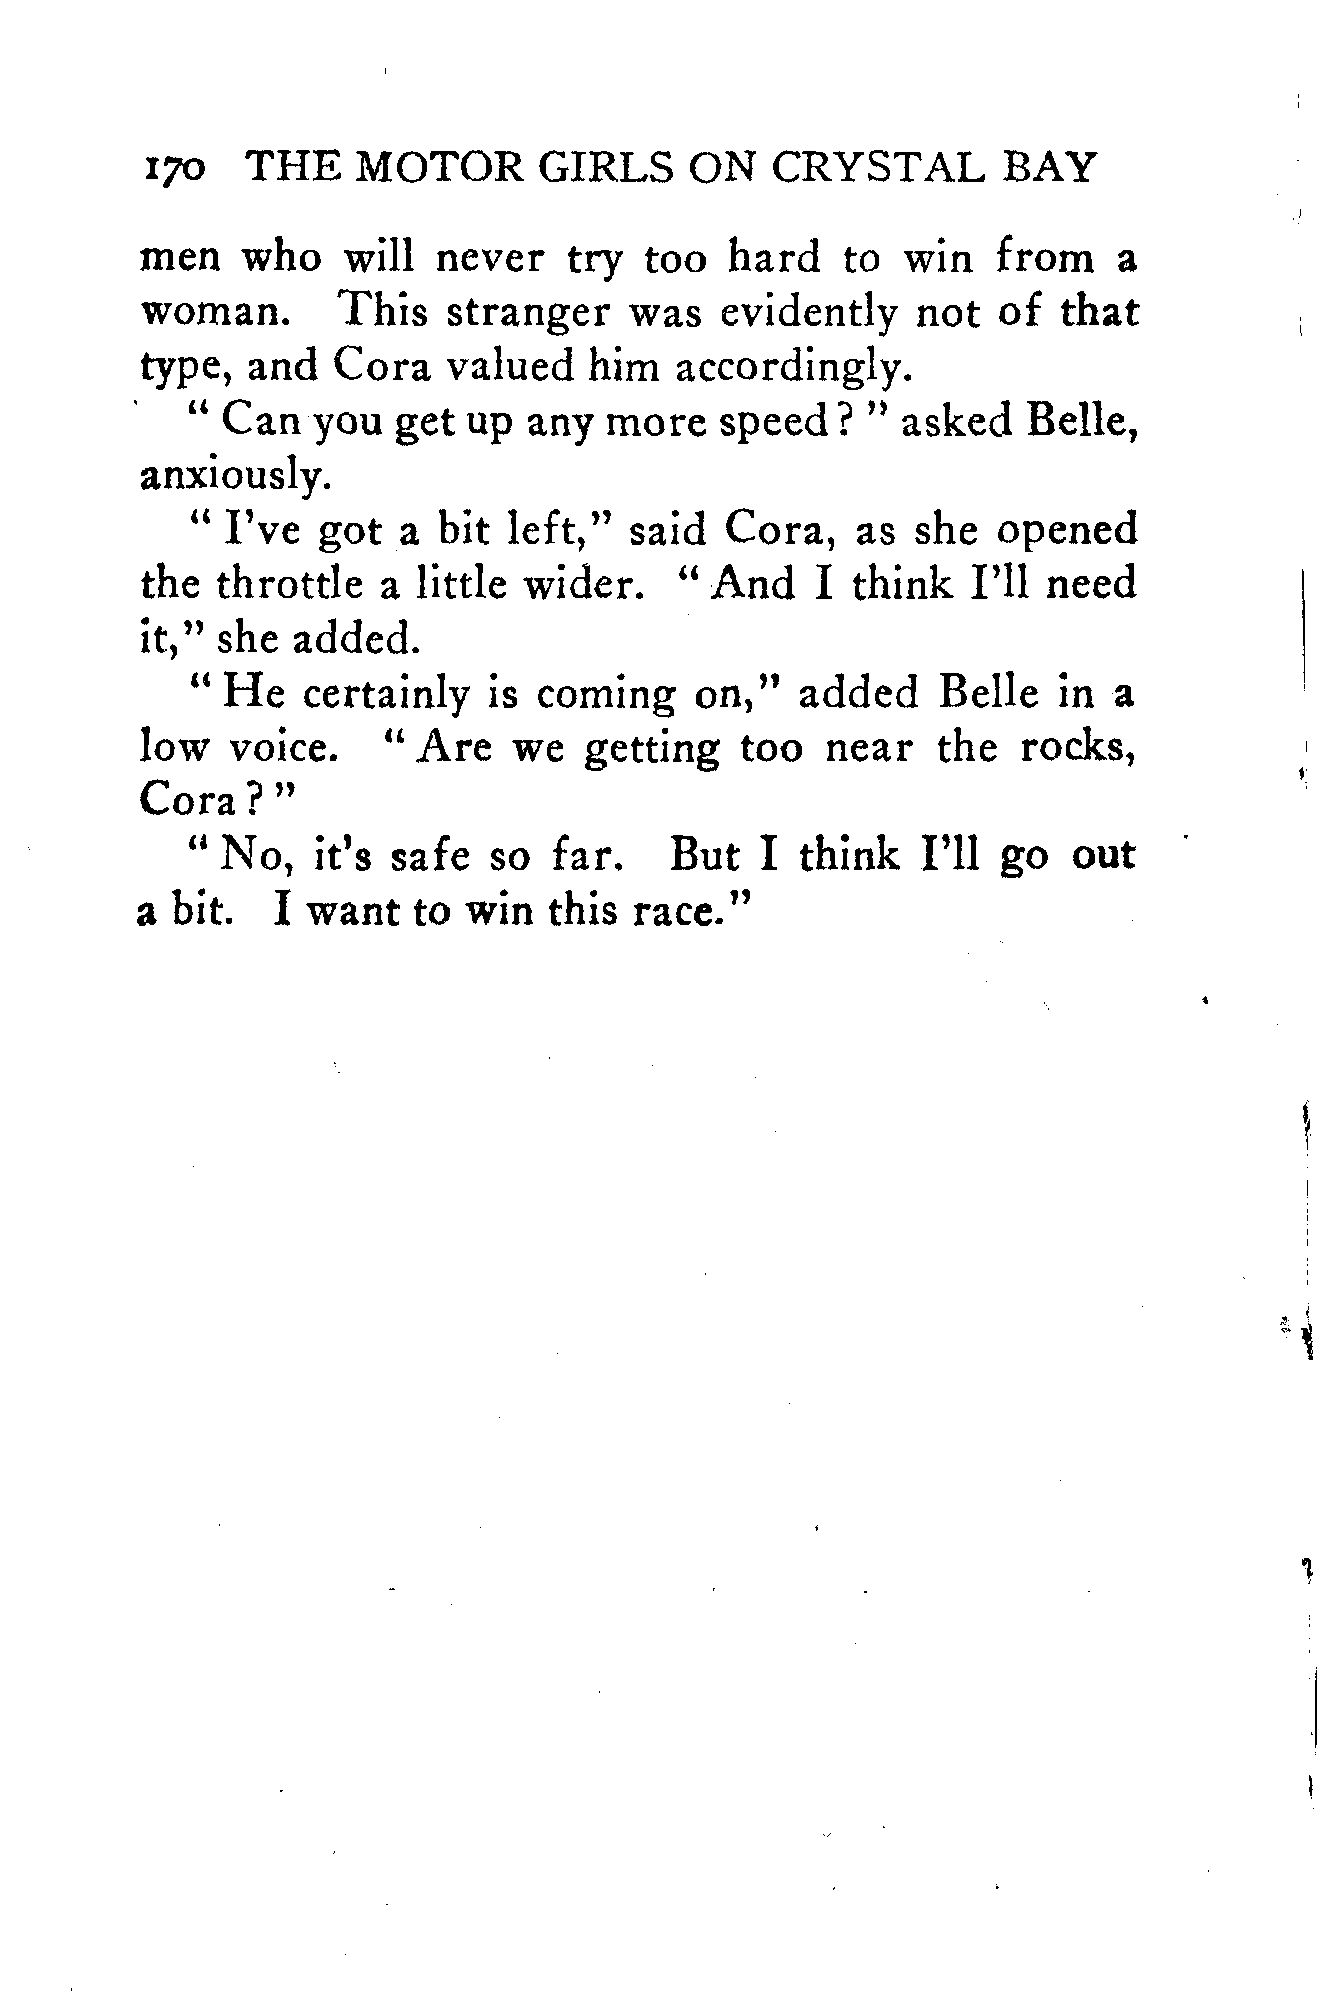 170 THE MOTOR GIRLS ON CRYSTAL BAY
men who will never try too hard to win from a
woman. This stranger was evidently not of that
type, and Cora valued him accordingly.
" Can you get up any more speed ? " asked Belle,
anxiously.
" I've got a bit left," said Cora, as she opened
the throttle a little wider. " And I think I'll need
it," she added.
" He certainly is coming on," added Belle in a
low voice. " Are we getting too near the rocks,
Cora ? "
" No, it's safe so far. But I think I'll go out
a bit. I want to win this race."